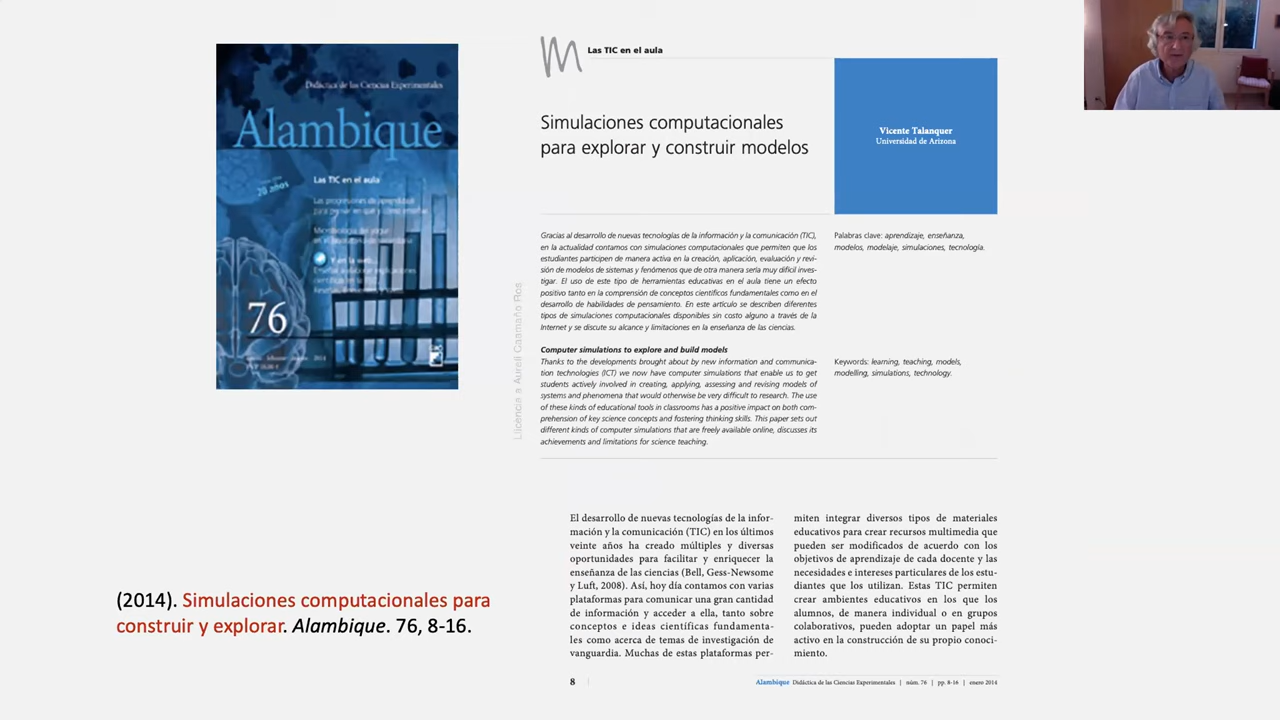 Didáctica de las Ciencias Experimentales
Alambique
20 años
Las TIC en el aula
Las progresiones de aprendizaje
76
Las TIC en el aula
Simulaciones computacionales
para explorar y construir modelos
Vicente Talanquer
Universidad de Arizona
Gracias al desarrollo de nuevas tecnologías de la información y la comunicación (TIC),
en la actualidad contamos con simulaciones computacionales que permiten que los
estudiantes participen de manera activa en la creación, aplicación, evaluación y revi-
sión de modelos de sistemas y fenómenos que de otra manera sería muy difícil inves-
tigar. El uso de este tipo de herramientas educativas en el aula tiene un efecto
positivo tanto en la comprensión de conceptos científicos fundamentales como en el
desarrollo de habilidades de pensamiento. En este artículo se describen diferentes
tipos de simulaciones computacionales disponibles sin costo alguno a través de la
Internet y se discute su alcance y limitaciones en la enseñanza de las ciencias.
Palabras clave: aprendizaje, enseñanza,
modelos, modelaje, simulaciones, tecnología.
Computer simulations to explore and build models
Thanks to the developments brought about by new information and communica-
tion technologies (ICT) we now have computer simulations that enable us to get
students actively involved in creating, applying, assessing and revising models of
systems and phenomena that would otherwise be very difficult to research. The use
of these kinds of educational tools in classrooms has a positive impact on both com-
prehension of key science concepts and fostering thinking skills. This paper sets out
different kinds of computer simulations that are freely available online, discusses its
achievements and limitations for science teaching.
Keywords: learning, teaching, models,
modelling, simulations, technology.
Llicència a Aureli Caamaño Ros
El desarrollo de nuevas tecnologías de la infor-
mación y la comunicación (TIC) en los últimos
veinte años ha creado múltiples y diversas
oportunidades para facilitar y enriquecer la
enseñanza de las ciencias (Bell, Gess-Newsome
y Luft, 2008). Así, hoy día contamos con varias
plataformas para comunicar una gran cantidad
de información y acceder a ella, tanto sobre
conceptos e ideas científicas fundamenta-
les como acerca de temas de investigación de
vanguardia. Muchas de estas plataformas per-
miten integrar diversos tipos de materiales
educativos para crear recursos multimedia que
pueden ser modificados de acuerdo con los
objetivos de aprendizaje de cada docente y las
necesidades e intereses particulares de los estu-
diantes que los utilizan. Estas TIC permiten
crear ambientes educativos en los que los
alumnos, de manera individual o en grupos
colaborativos, pueden adoptar un papel más
activo en la construcción de su propio conoci-
miento.
8
Alambique Didáctica de las Ciencias Experimentales | núm. 76 | pp. 8-16 | enero 2014
(2014). Simulaciones computacionales para
construir y explorar. Alambique. 76, 8-16.